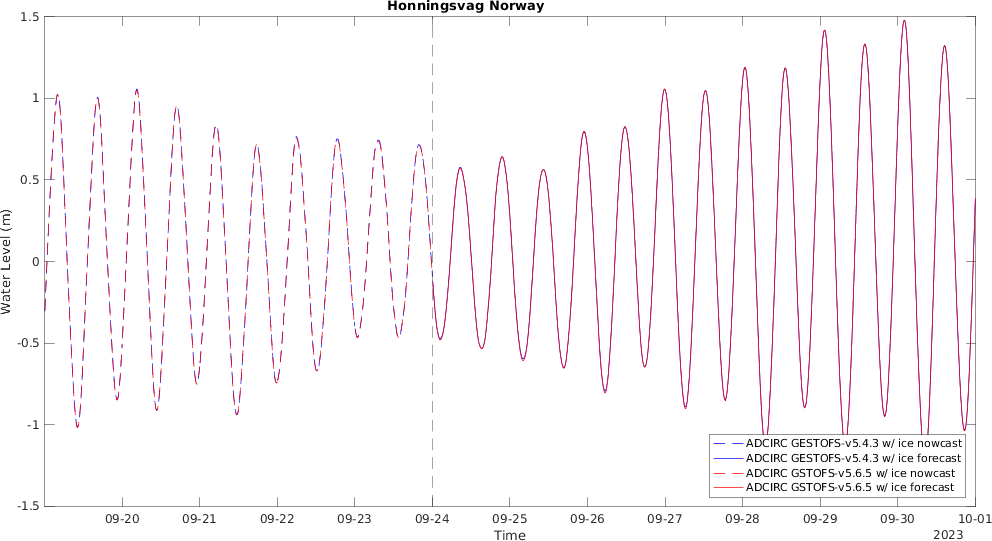 Honningsvag Norway
1.5
1
0.5
0
-0.5
-1
-1.5
Water Level (m)
09-20 09-21 09-22 09-23 09-24 09-25 09-26 09-27 09-28 09-29 09-30 10-01
Time
2023
ADCIRC GESTOFS-v5.4.3 w/ ice nowcast
ADCIRC GESTOFS-v5.4.3 w/ ice forecast
ADCIRC GSTOFS-v5.6.5 w/ ice nowcast
ADCIRC GSTOFS-v5.6.5 w/ ice forecast